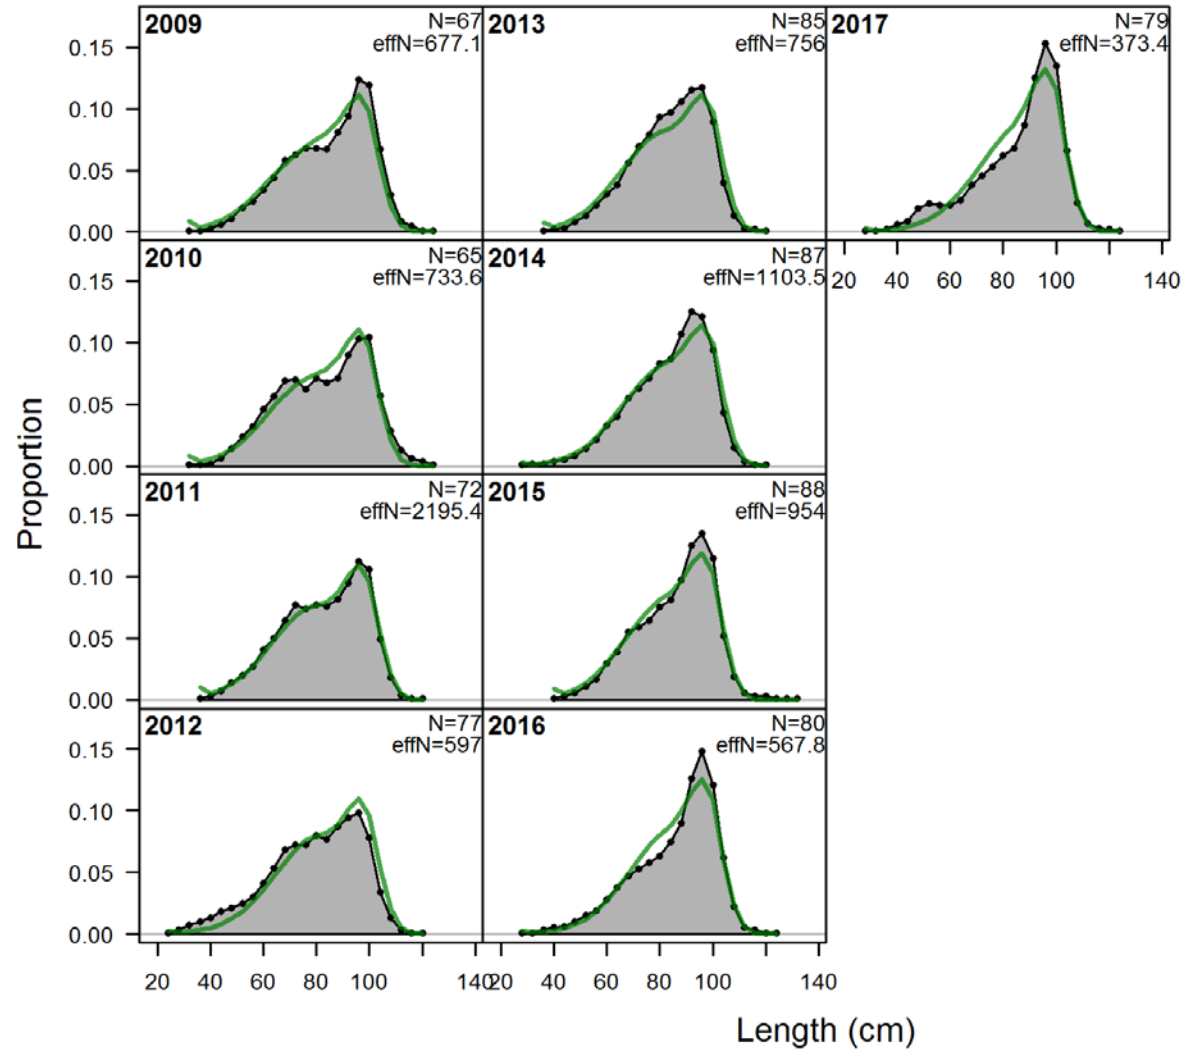 2009
N=67
effN=677.1
2013
N=85
effN=756
2017
N=79
effN=373.4
0.15
0.10
0.05
0.00
2010
N=65
effN=733.6
2014
N=87
effN=1103.5
20 40 60 80 100 140
0.15
0.10
0.05
0.00
2011
N=72
effN=2195.4
2015
N=88
effN=954
0.15
0.10
0.05
0.00
2012
N=77
effN=597
2016
N=80
effN=567.8
0.15
0.10
0.05
0.00
20 40 60 80 100 140
20 40 60 80 100 140
Proportion
Length (cm)